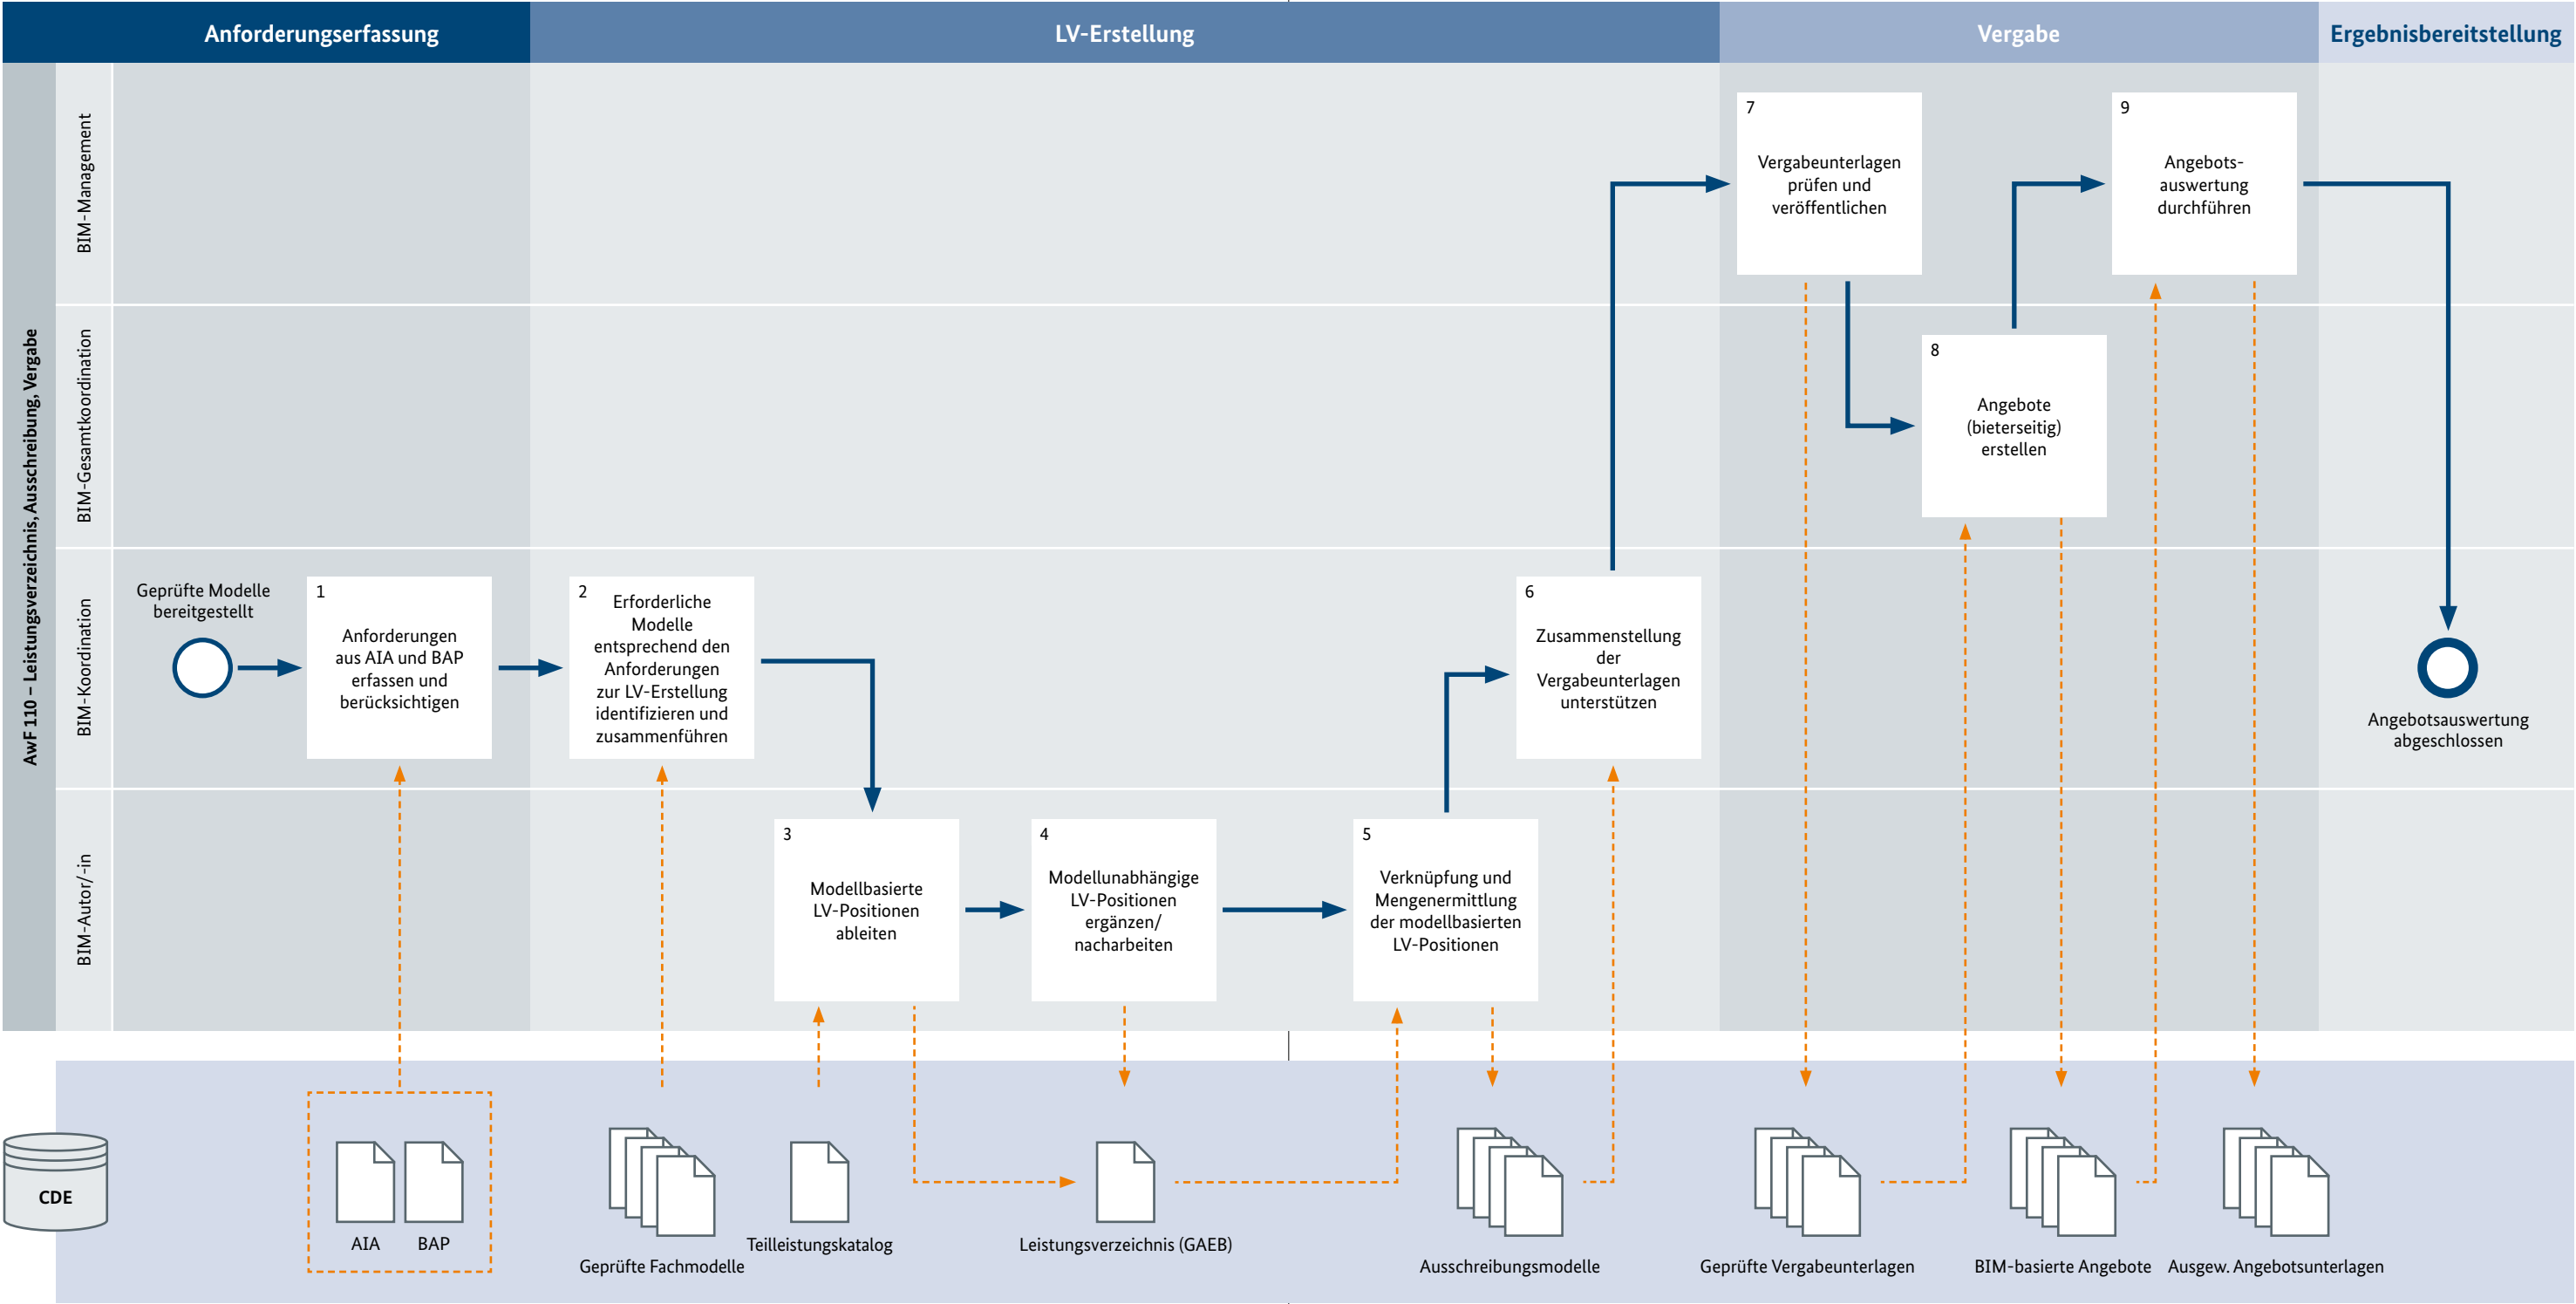 Anforderungserfassung
LV-Erstellung
Vergabe
Ergebnisbereitstellung
AwF 110 – Leistungsverzeichnis, Ausschreibung, Vergabe
BIM-Management
7
Vergabeunterlagen
prüfen und
veröffentlichen
9
Angebots-
auswertung
durchführen
BIM-Gesamtkoordination
8
Angebote
(bieterseitig)
erstellen
BIM-Koordination
Geprüfte Modelle
bereitgestellt
1
Anforderungen
aus AIA und BAP
erfassen und
berücksichtigen
2
Erforderliche
Modelle
entsprechend den
Anforderungen
zur LV-Erstellung
identifizieren und
zusammenführen
6
Zusammenstellung
der
Vergabeunterlagen
unterstützen
Angebotsauswertung
abgeschlossen
BIM-Autor/-in
3
Modellbasierte
LV-Positionen
ableiten
4
Modellunabhängige
LV-Positionen
ergänzen/
nacharbeiten
5
Verknüpfung und
Mengenermittlung
der modellbasierten
LV-Positionen
CDE
AIA
BAP
Geprüfte Fachmodelle
Teilleistungskatalog
Leistungsverzeichnis (GAEB)
Ausschreibungsmodelle
Geprüfte Vergabeunterlagen
BIM-basierte Angebote
Ausgew. Angebotsunterlagen